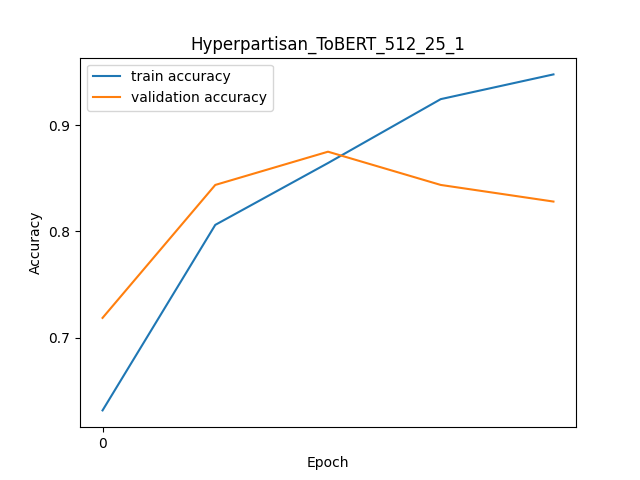 Hyperpartisan_ToBERT_512_25_1
train accuracy
validation accuracy
0.9
0.8
0.7
Accuracy
0
Epoch